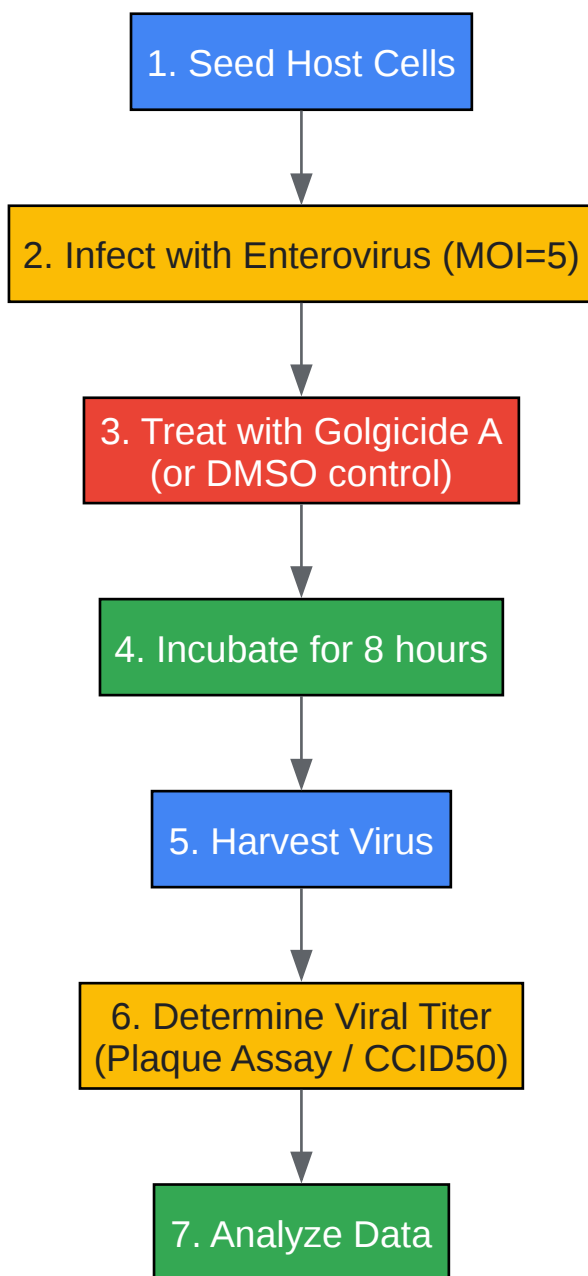 1. Seed Host Cells
2. Infect with Enterovirus (MOI=5)
3. Treat with Golgicide A
(or DMSO control)
4. Incubate for 8 hours
5. Harvest Virus
6. Determine Viral Titer
(Plaque Assay / CCID50)
7. Analyze Data